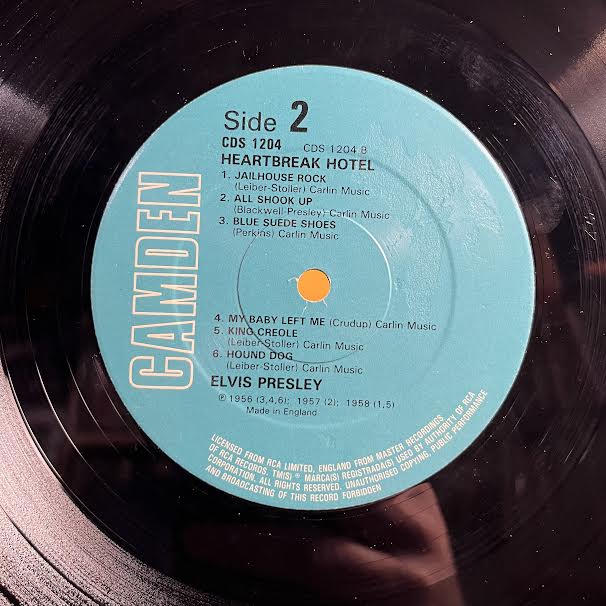 Side 2
CDS 1204 CDS 1204 B
HEARTBREAK HOTEL
1. JAILHOUSE ROCK
(Leiber-Stoller) Carlin Music
2. ALL SHOOK UP
(Blackwell-Presley) Carlin Music
3. BLUE SUEDE SHOES
(Perkins) Carlin Music
CAMDEN
4. MY BABY LEFT ME (Crudup) Carlin Music
5. KING CREOLE
(Leiber-Stoller) Carlin Music
6. HOUND DOG
(Leiber-Stoller) Carlin Music
ELVIS PRESLEY
℗ 1956 (3,4,6); 1957 (2); 1958 (1,5)
Made in England
LICENSED FROM RCA LIMITED, ENGLAND FROM MASTER RECORDINGS
OF RCA RECORDS. TM(S) ® MARCA(S) REGISTRADA(S) USED BY AUTHORITY OF RCA
CORPORATION. ALL RIGHTS RESERVED. UNAUTHORISED COPYING, PUBLIC PERFORMANCE
AND BROADCASTING OF THIS RECORD FORBIDDEN